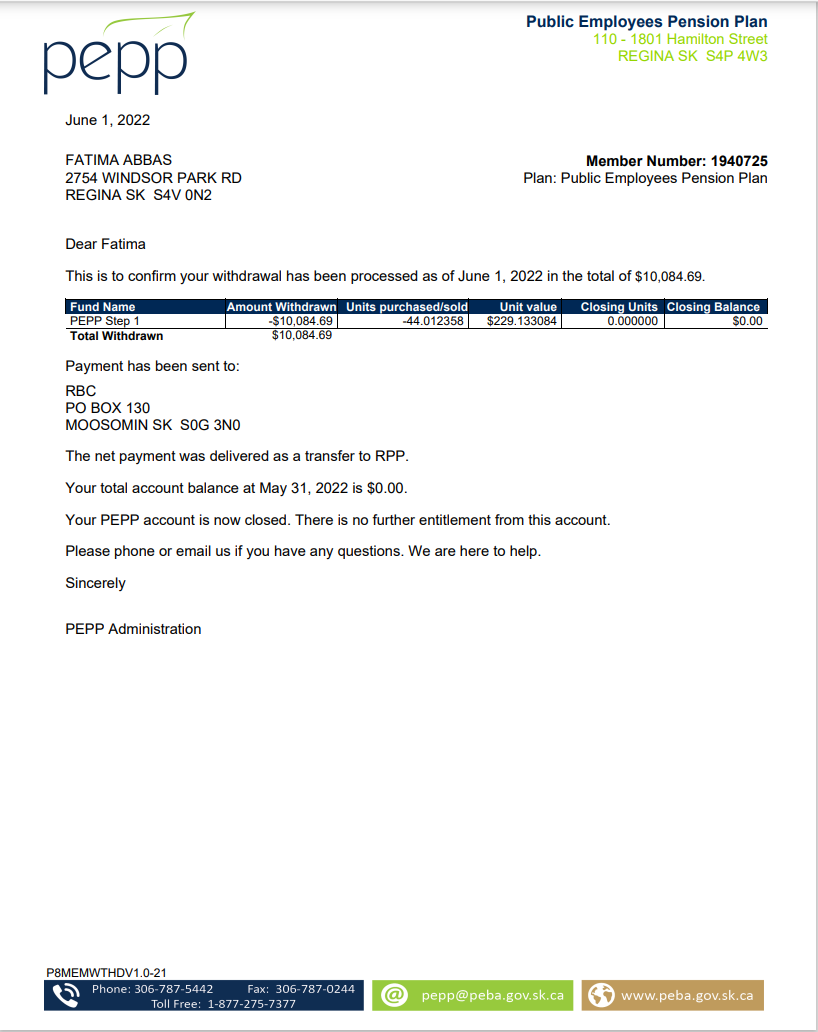 pepp
Public Employees Pension Plan
110 - 1801 Hamilton Street
REGINA SK  S4P 4W3
June 1, 2022
FATIMA ABBAS
2754 WINDSOR PARK RD
REGINA SK  S4V 0N2
Member Number: 1940725
Plan: Public Employees Pension Plan
Dear Fatima
This is to confirm your withdrawal has been processed as of June 1, 2022 in the total of $10,084.69.
Fund Name Amount Withdrawn Units purchased/sold Unit value Closing Units Closing Balance
PEPP Step 1 -$10,084.69 -44.012358 $229.133084 0.000000 $0.00
Total Withdrawn $10,084.69
Payment has been sent to:
RBC
PO BOX 130
MOOSOMIN SK  S0G 3N0
The net payment was delivered as a transfer to RPP.
Your total account balance at May 31, 2022 is $0.00.
Your PEPP account is now closed. There is no further entitlement from this account.
Please phone or email us if you have any questions. We are here to help.
Sincerely
PEPP Administration
P8MEMWTHDV1.0-21
Phone: 306-787-5442 Fax: 306-787-0244
Toll Free: 1-877-275-7377
pepp@peba.gov.sk.ca
www.peba.gov.sk.ca